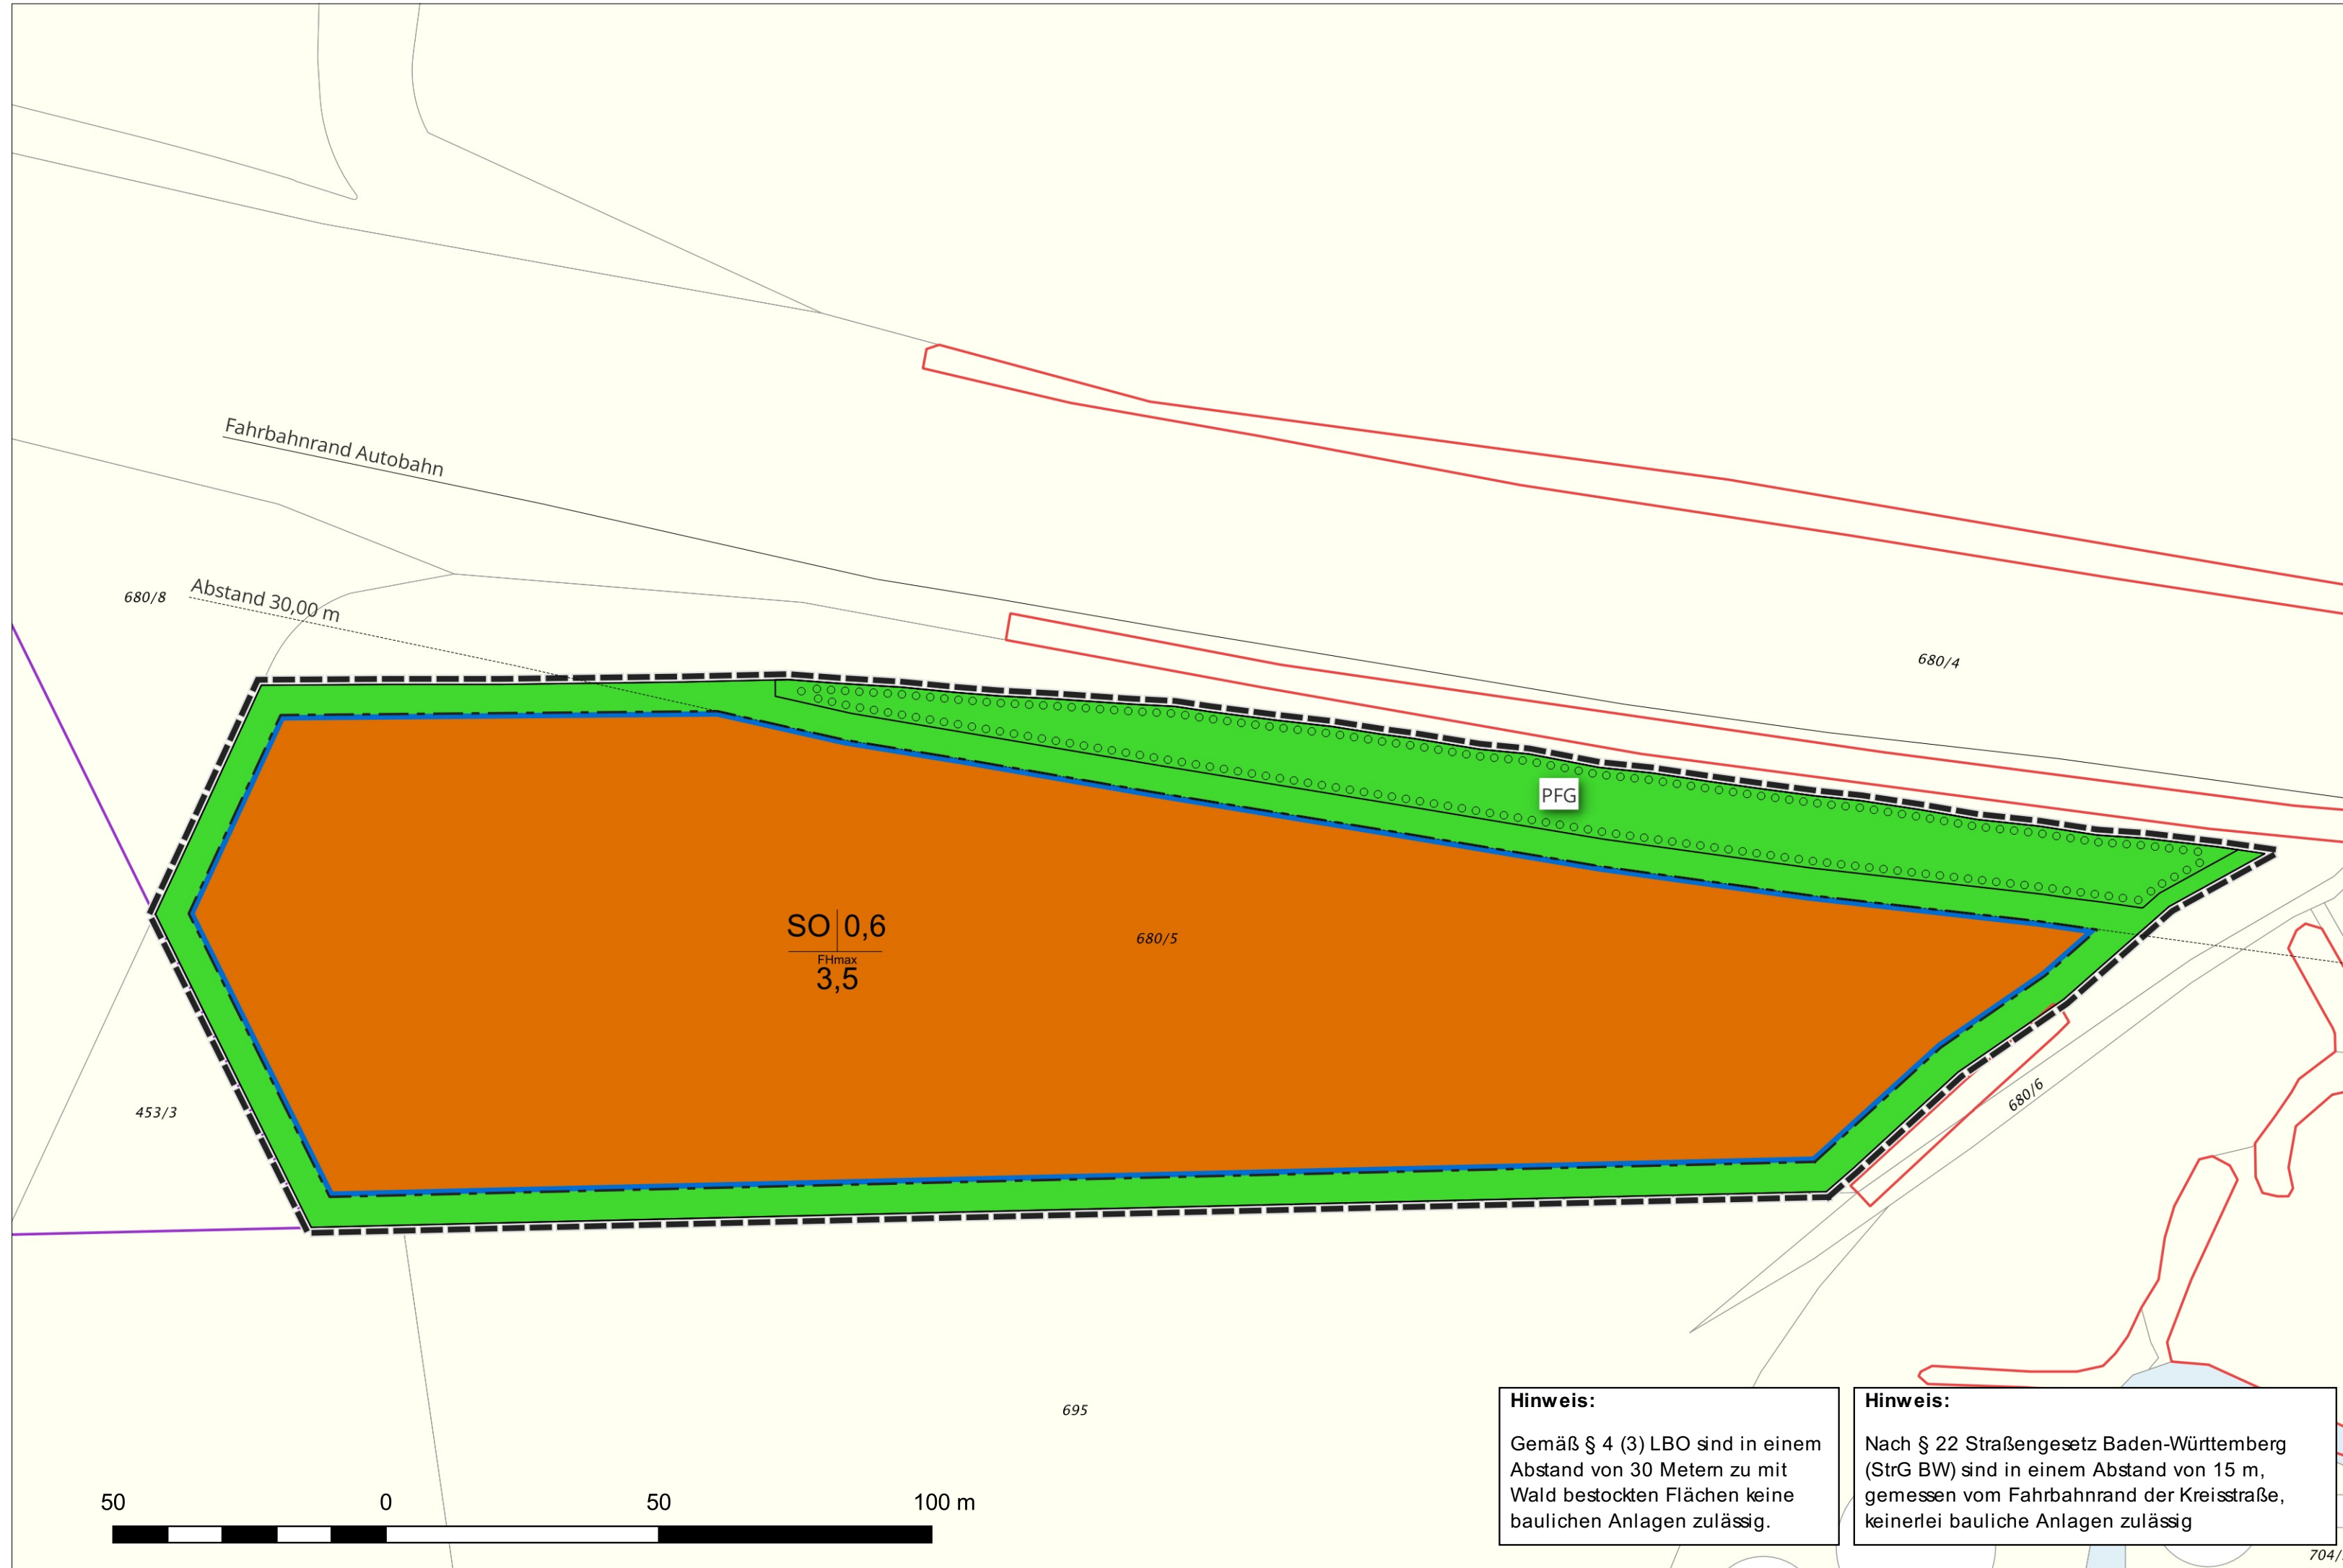 Fahrbahnrand Autobahn
Abstand 30,00 m
680/8
680/4
PFG
SO 0,6
FHmax
3,5
680/5
453/3
680/6
695
Hinweis:
Gemäß § 4 (3) LBO sind in einem
Abstand von 30 Metern zu mit
Wald bestockten Flächen keine
baulichen Anlagen zulässig.
Hinweis:
Nach § 22 Straßengesetz Baden-Württemberg
(StrG BW) sind in einem Abstand von 15 m,
gemessen vom Fahrbahnrand der Kreisstraße,
keinerlei bauliche Anlagen zulässig
50 0 50 100 m